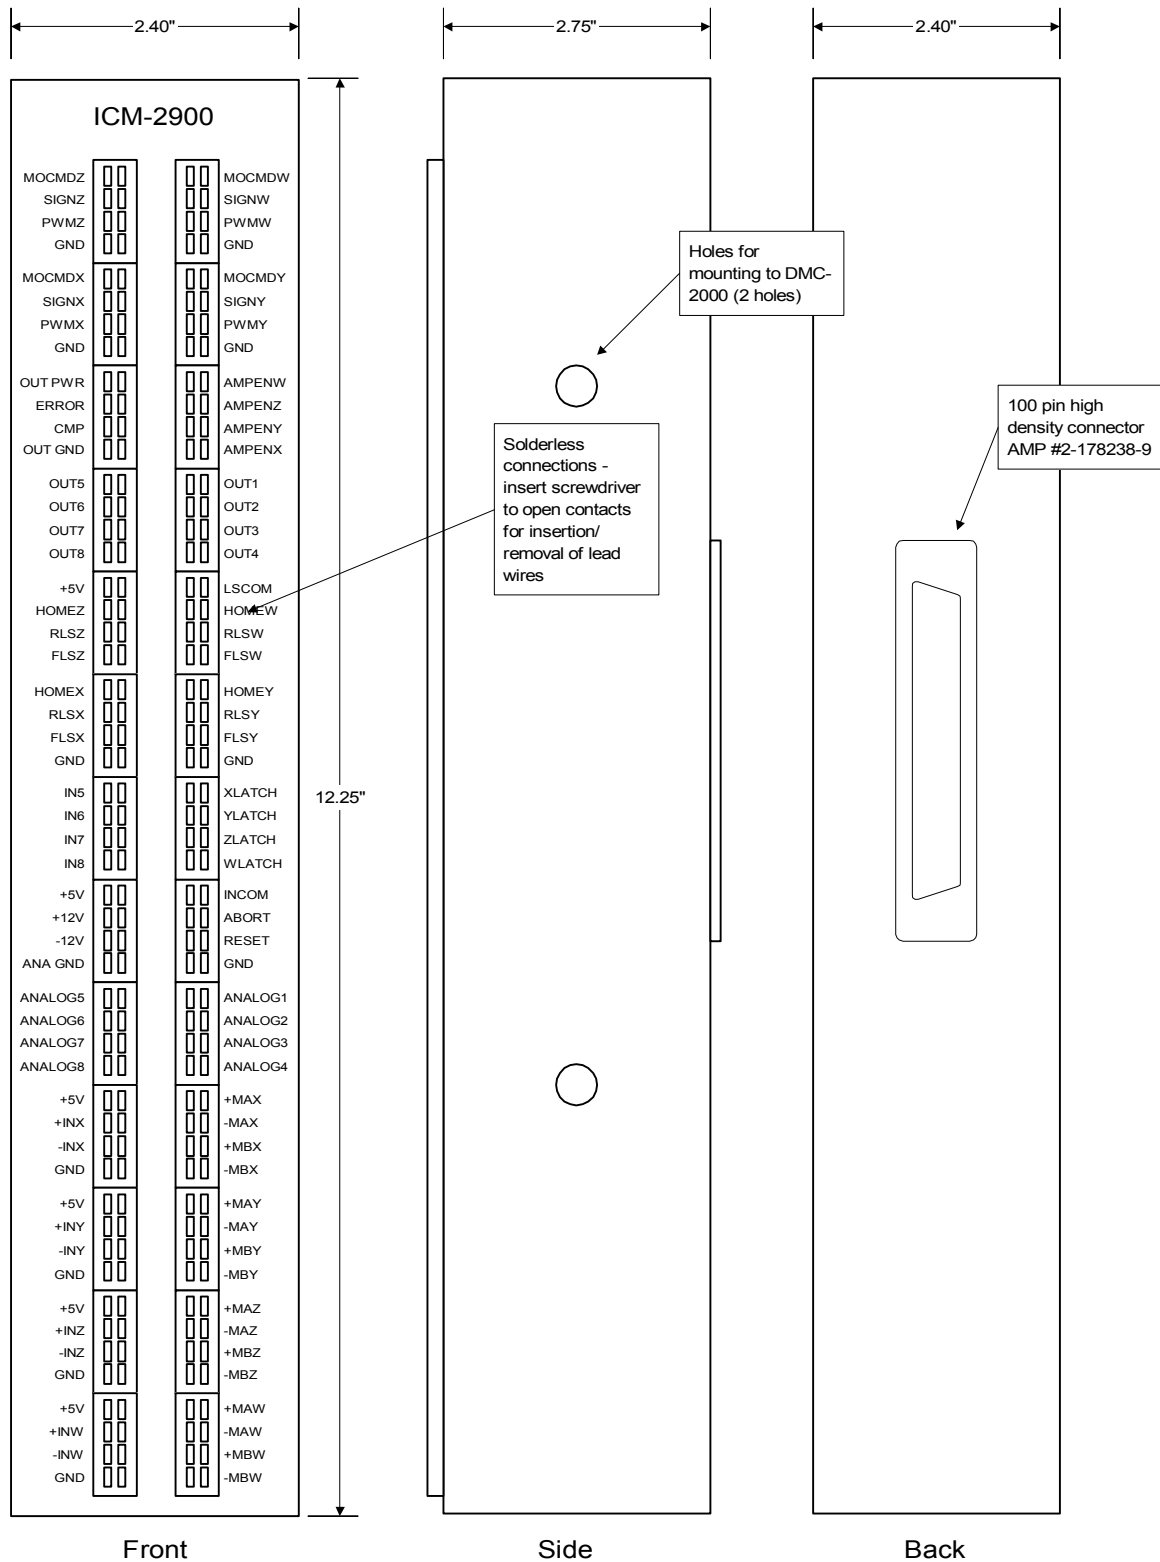 2.40"
2.75"
2.40"
ICM-2900
MOCMDZ MOCMDW
SIGNZ SIGNW
PWMZ PWMW
GND GND
MOCMDX MOCMDY
SIGNX SIGNY
PWMX PWMY
GND GND
OUT PWR AMPENW
ERROR AMPENZ
CMP AMPENY
OUT GND AMPENX
OUT5 OUT1
OUT6 OUT2
OUT7 OUT3
OUT8 OUT4
+5V LSCOM
HOMEZ HOMEW
RLSZ RLSW
FLSZ FLSW
HOMEX HOMEY
RLSX RLSY
FLSX FLSY
GND GND
IN5 XLATCH
IN6 YLATCH
IN7 ZLATCH
IN8 WLATCH
+5V INCOM
+12V ABORT
-12V RESET
ANA GND GND
ANALOG5 ANALOG1
ANALOG6 ANALOG2
ANALOG7 ANALOG3
ANALOG8 ANALOG4
+5V +MAX
+INX -MAX
-INX +MBX
GND -MBX
+5V +MAY
+INY -MAY
-INY +MBY
GND -MBY
+5V +MAZ
+INZ -MAZ
-INZ +MBZ
GND -MBZ
+5V +MAW
+INW -MAW
-INW +MBW
GND -MBW
12.25"
Holes for
mounting to DMC-
2000 (2 holes)
Solderless
connections -
insert screwdriver
to open contacts
for insertion/
removal of lead
wires
100 pin high
density connector
AMP #2-178238-9
Front
Side
Back